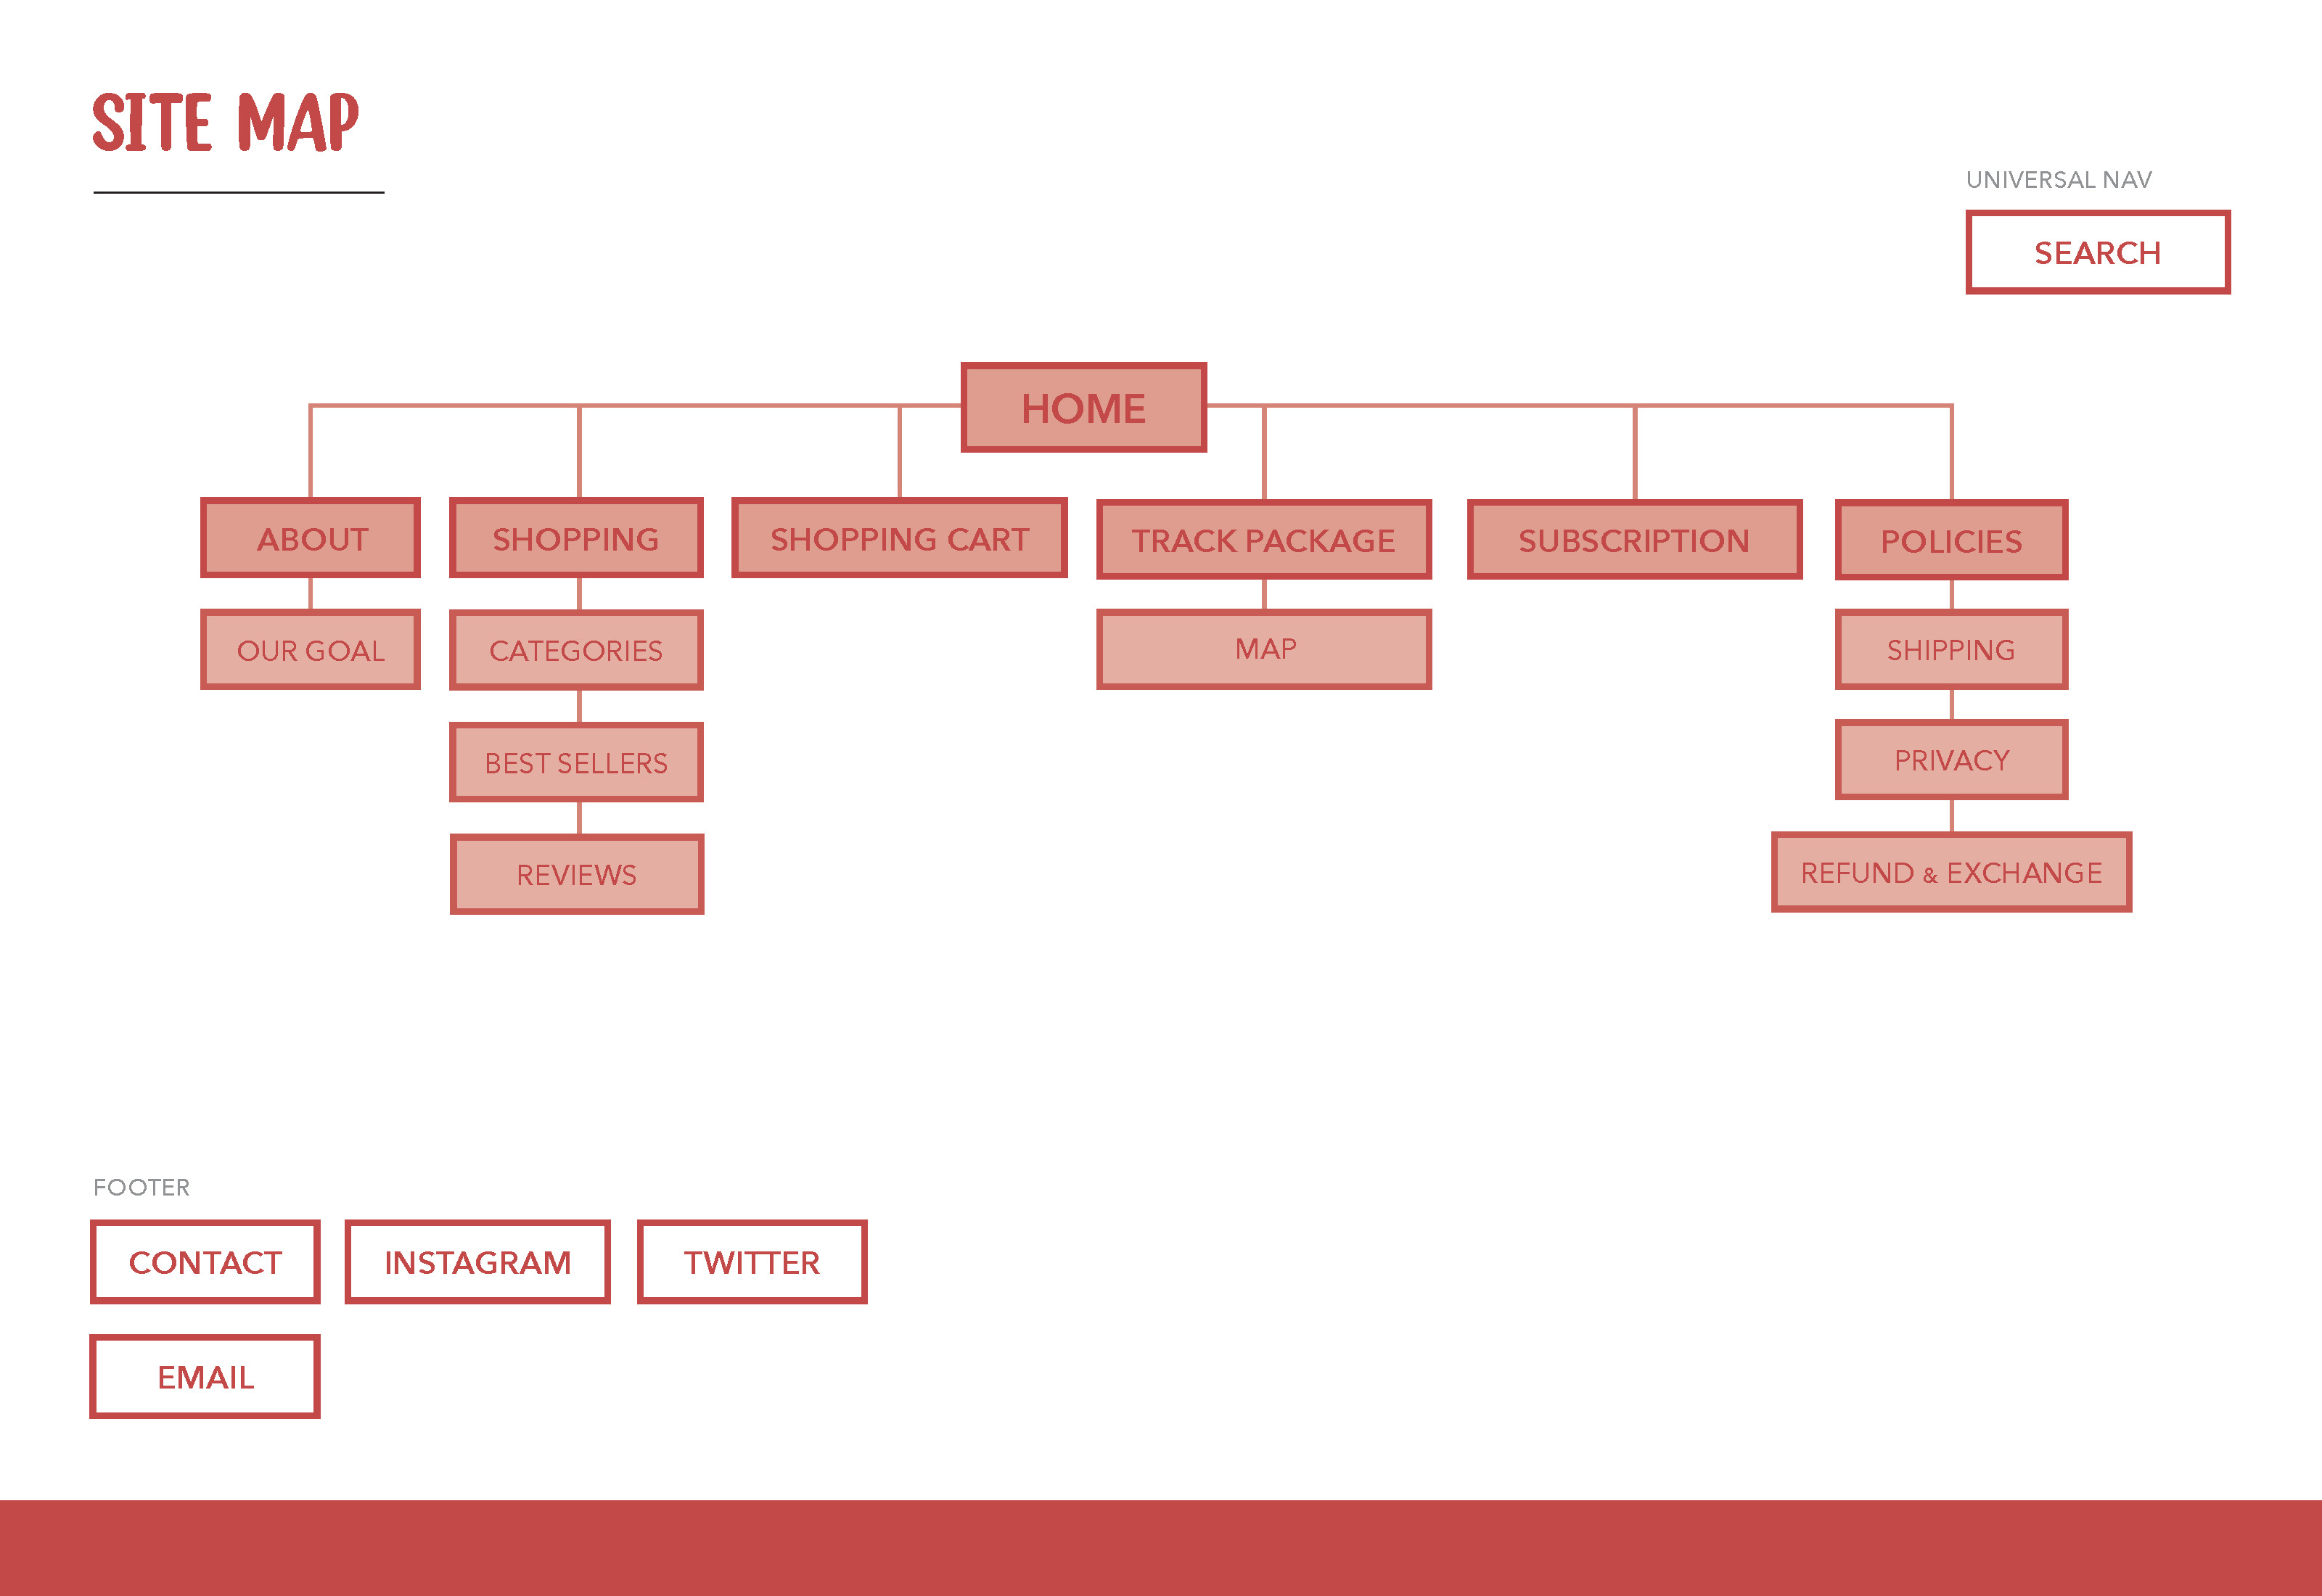 SITE MAP
UNIVERSAL NAV
SEARCH
HOME
ABOUT
SHOPPING
SHOPPING CART
TRACK PACKAGE
SUBSCRIPTION
POLICIES
OUR GOAL
CATEGORIES
MAP
SHIPPING
BEST SELLERS
PRIVACY
REVIEWS
REFUND & EXCHANGE
FOOTER
CONTACT
INSTAGRAM
TWITTER
EMAIL